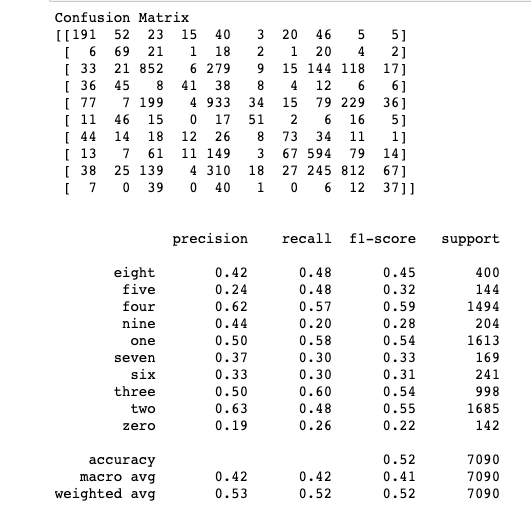 Confusion Matrix
[[191  52  23  15  40   3  20  46   5   5]
 [  6  69  21   1  18   2   1  20   4   2]
 [ 33  21 852   6 279   9  15 144 118  17]
 [ 36  45   8  41  38   8   4  12   6   6]
 [ 77   7 199   4 933  34  15  79 229  36]
 [ 11  46  15   0  17  51   2   6  16   5]
 [ 44  14  18  12  26   8  73  34  11   1]
 [ 13   7  61  11 149   3  67 594  79  14]
 [ 38  25 139   4 310  18  27 245 812  67]
 [  7   0  39   0  40   1   0   6  12  37]]
precision recall f1-score support
eight 0.42 0.48 0.45 400
five 0.24 0.48 0.32 144
four 0.62 0.57 0.59 1494
nine 0.44 0.20 0.28 204
one 0.50 0.58 0.54 1613
seven 0.37 0.30 0.33 169
six 0.33 0.30 0.31 241
three 0.50 0.60 0.54 998
two 0.63 0.48 0.55 1685
zero 0.19 0.26 0.22 142
accuracy 0.52 7090
macro avg 0.42 0.42 0.41 7090
weighted avg 0.53 0.52 0.52 7090